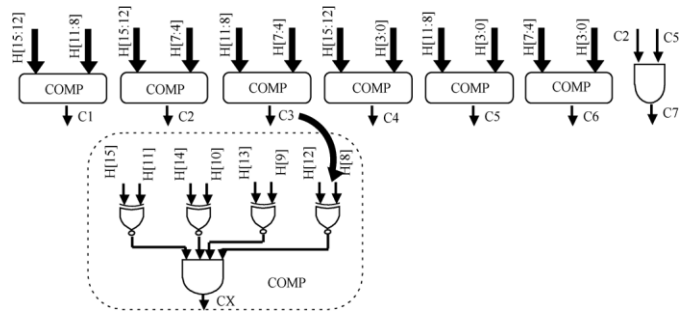 H[15:12] H[11:8] H[15:12] H[7:4] H[11:8] H[7:4] H[15:12] H[3:0] H[11:8] H[3:0] H[7:4] H[3:0] C2 C5
COMP COMP COMP COMP COMP COMP
C1 C2 C3 C4 C5 C6 C7
H[15] H[11] H[14] H[10] H[13] H[9] H[12] H[8]
COMP
CX